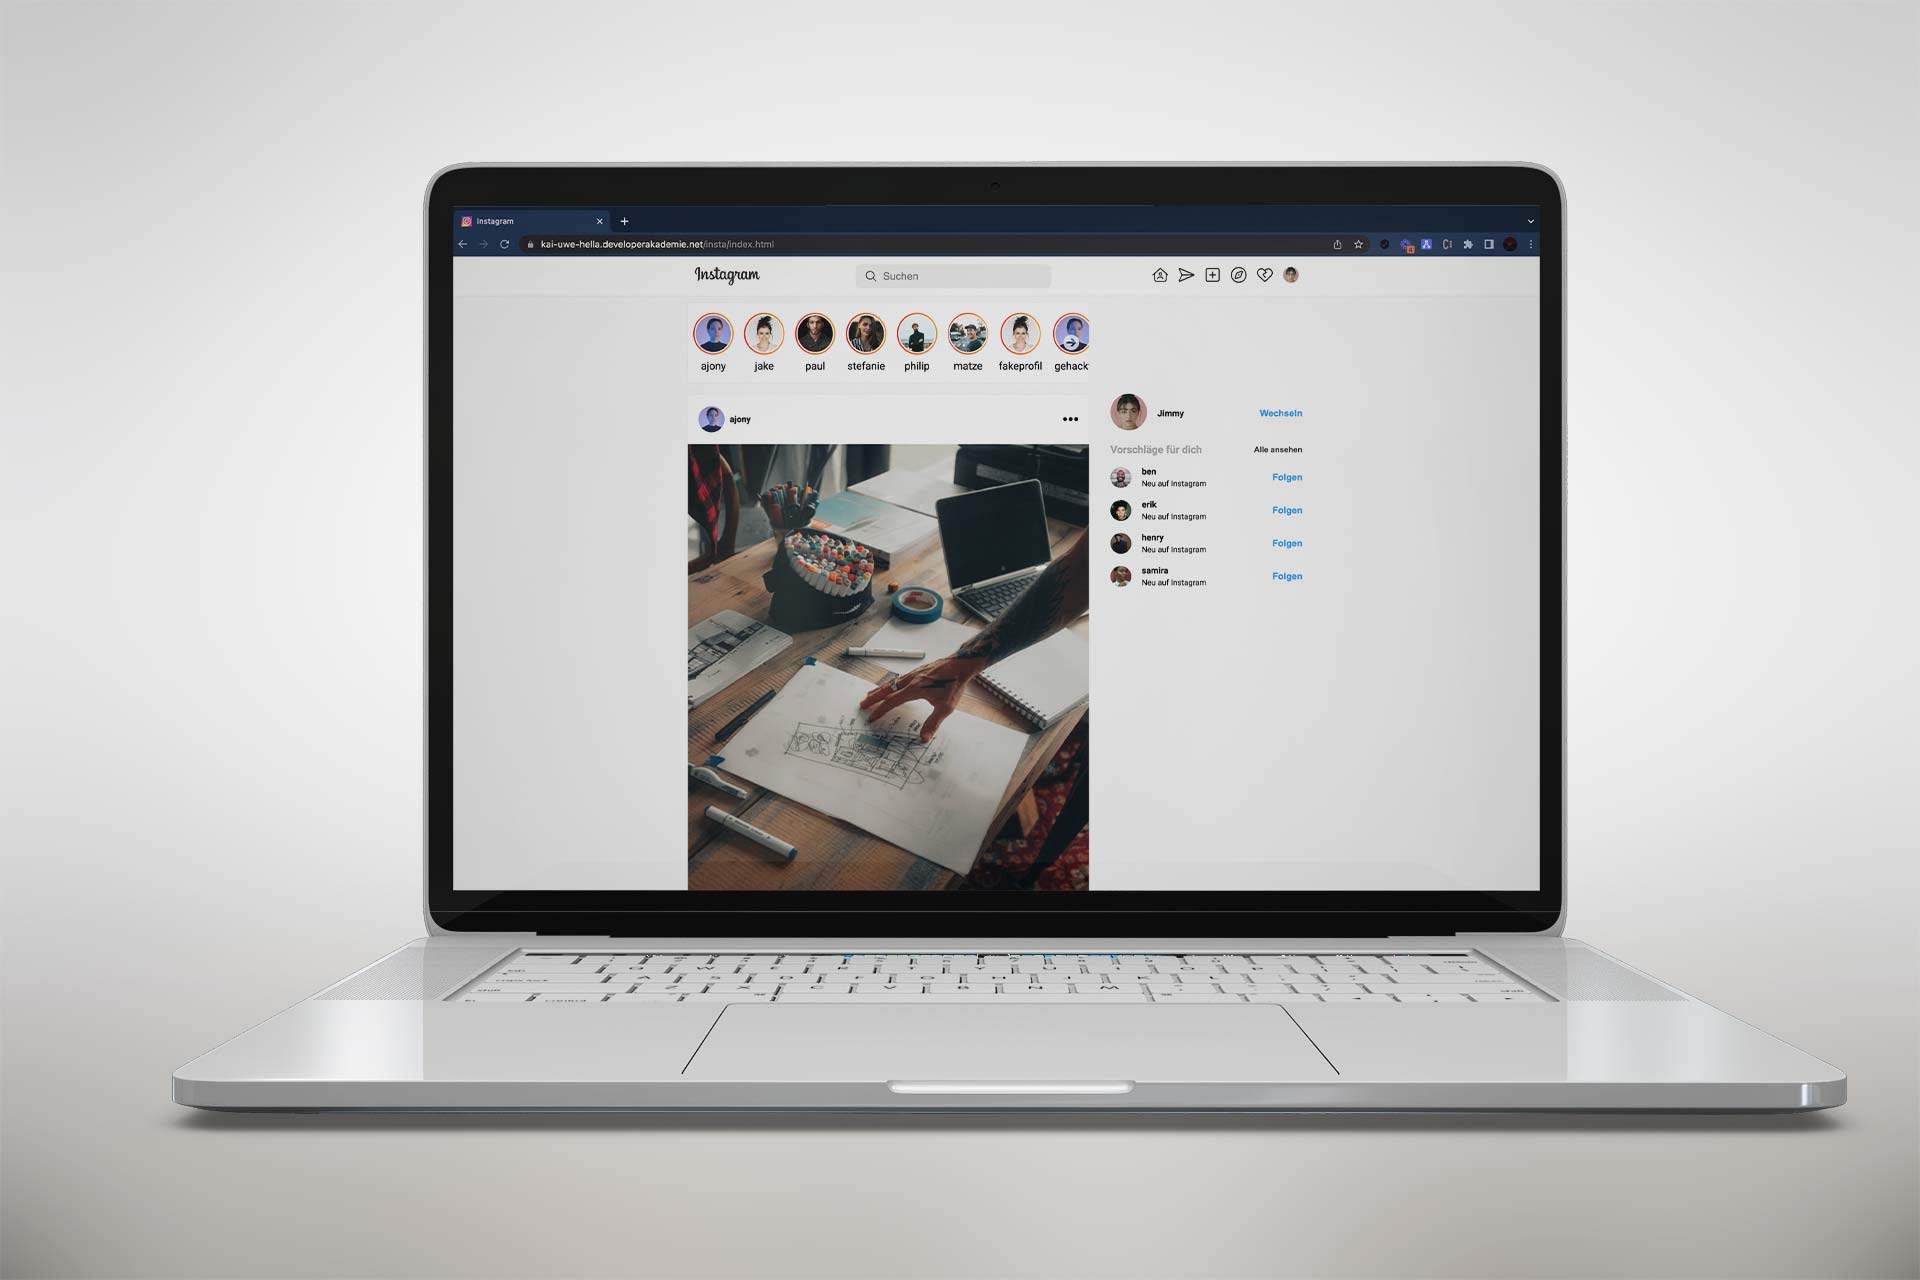 Instagram
kai-uwe-hella.developerakademie.net/insta/index.html
Instagram
Suchen
ajony jake paul stefanie philip matze fakeprofil gehack
ajony
Jimmy Wechseln
Vorschläge für dich Alle ansehen
ben
Neu auf Instagram Folgen
erik
Neu auf Instagram Folgen
henry
Neu auf Instagram Folgen
samira
Neu auf Instagram Folgen
Q W E R T Y U I O P
A S D F G H J K L
Z X C V B N M